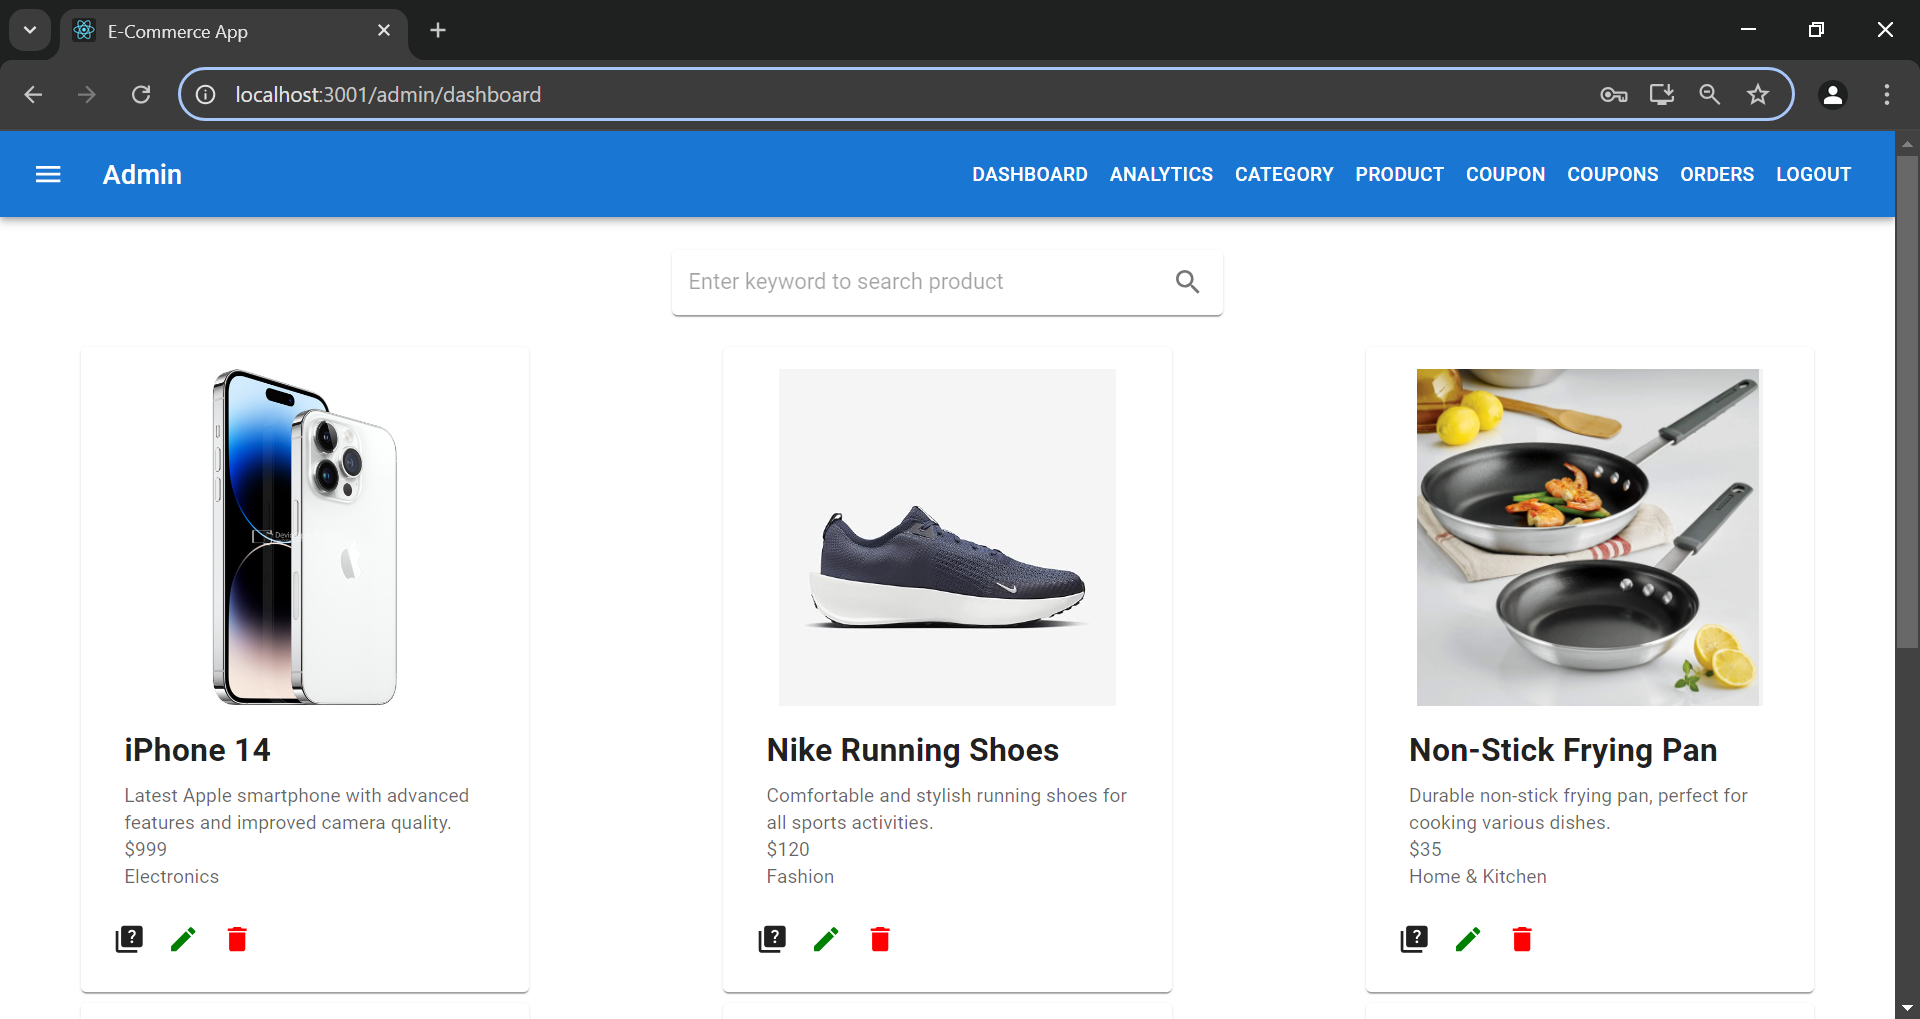 E-Commerce App
localhost:3001/admin/dashboard
Admin
DASHBOARD ANALYTICS CATEGORY PRODUCT COUPON COUPONS ORDERS LOGOUT
Enter keyword to search product
iPhone 14
Latest Apple smartphone with advanced
features and improved camera quality.
$999
Electronics
Nike Running Shoes
Comfortable and stylish running shoes for
all sports activities.
$120
Fashion
Non-Stick Frying Pan
Durable non-stick frying pan, perfect for
cooking various dishes.
$35
Home & Kitchen